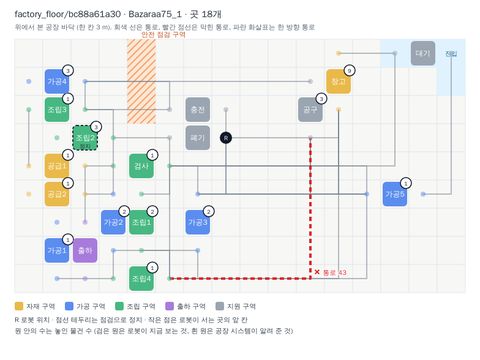 factory_floor/bc88a61a30 · Bazaraa75_1 · 곳 18개
위에서 본 공장 바닥 (한 칸 3 m). 회색 선은 통로, 빨간 점선은 막힌 통로, 파란 화살표는 한 방향 통로
안전 점검 구역
대기
가공4 3
창고 9
조립3 1
충전
공구 3
조립2 3
폐기
R
공급1 1
검사 1
공급2 1
가공5 1
가공2 2
조립1 2
가공3 2
가공1 1
출하
조립4 1
✕ 통로 43
자재 구역
가공 구역
조립 구역
출하 구역
지원 구역
R 로봇 위치 · 점선 테두리는 점검으로 정지 · 작은 점은 로봇이 서는 곳의 앞 칸
원 안의 수는 놓인 물건 수 (검은 원은 로봇이 지금 보는 것, 흰 원은 공장 시스템이 알려 준 것)